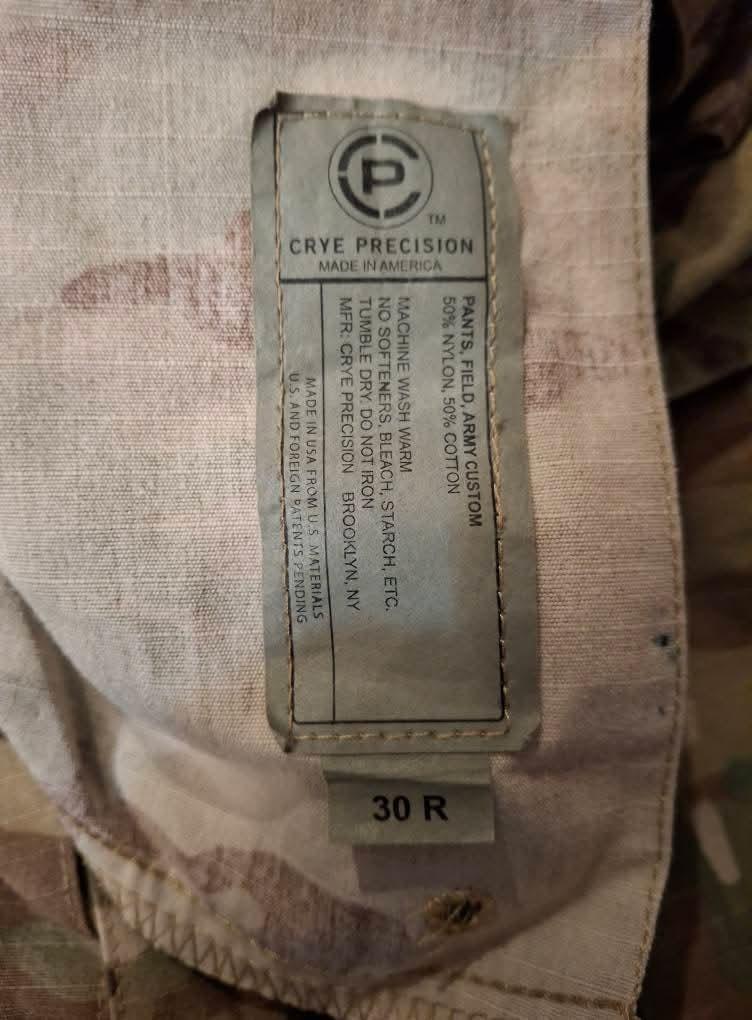 CP
TM
CRYE PRECISION
MADE IN AMERICA
PANTS, FIELD, ARMY CUSTOM
50% NYLON, 50% COTTON
MACHINE WASH WARM
NO SOFTENERS, BLEACH, STARCH, ETC.
TUMBLE DRY. DO NOT IRON
MFR: CRYE PRECISION BROOKLYN, NY
MADE IN USA FROM U.S. MATERIALS
U.S. AND FOREIGN PATENTS PENDING
30 R